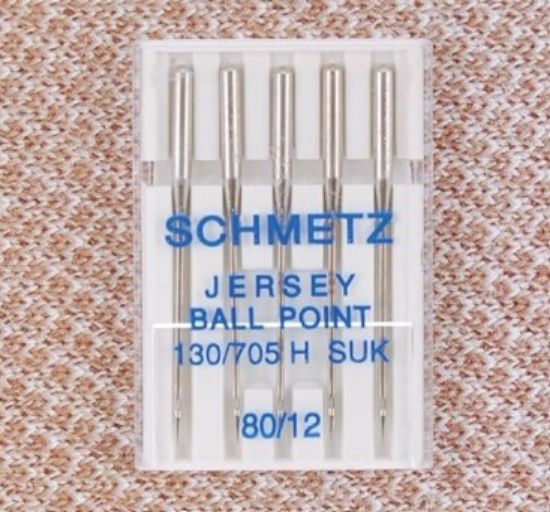 SCHMETZ
JERSEY
BALL POINT
130/705 H SUK
80/12